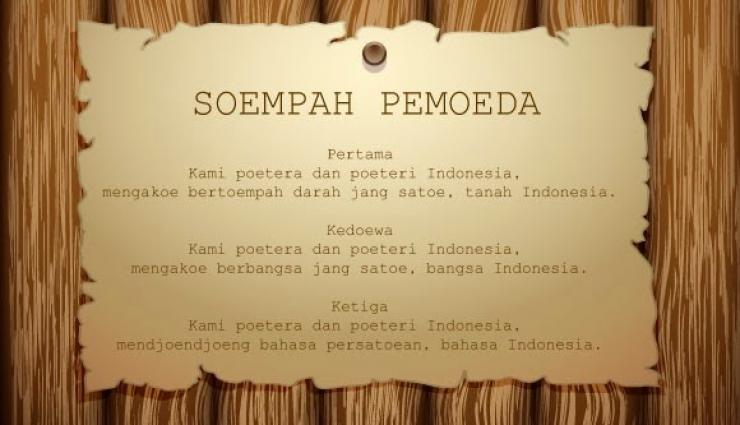 SOEMPAH PEMOEDA
Pertama
Kami poetera dan poeteri Indonesia,
mengakoe bertoempah darah jang satoe, tanah Indonesia.
Kedoewa
Kami poetera dan poeteri Indonesia,
mengakoe berbangsa jang satoe, bangsa Indonesia.
Ketiga
Kami poetera dan poeteri Indonesia,
mendjoendjoeng bahasa persatoean, bahasa Indonesia.